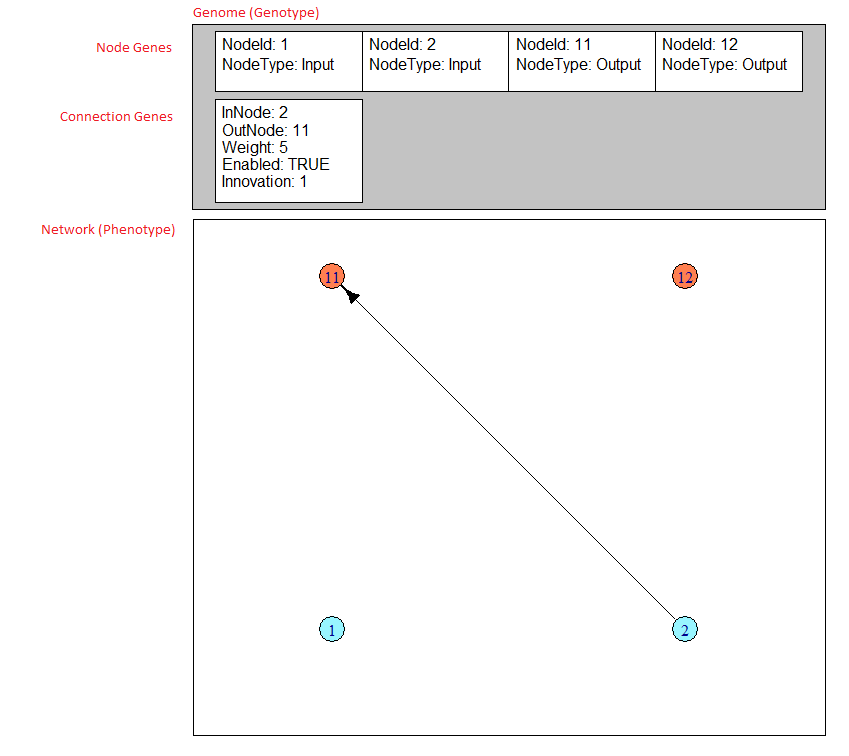 Genome (Genotype)
Node Genes
NodeId: 1
NodeType: Input
NodeId: 2
NodeType: Input
NodeId: 11
NodeType: Output
NodeId: 12
NodeType: Output
Connection Genes
InNode: 2
OutNode: 11
Weight: 5
Enabled: TRUE
Innovation: 1
Network (Phenotype)
11
12
1
2